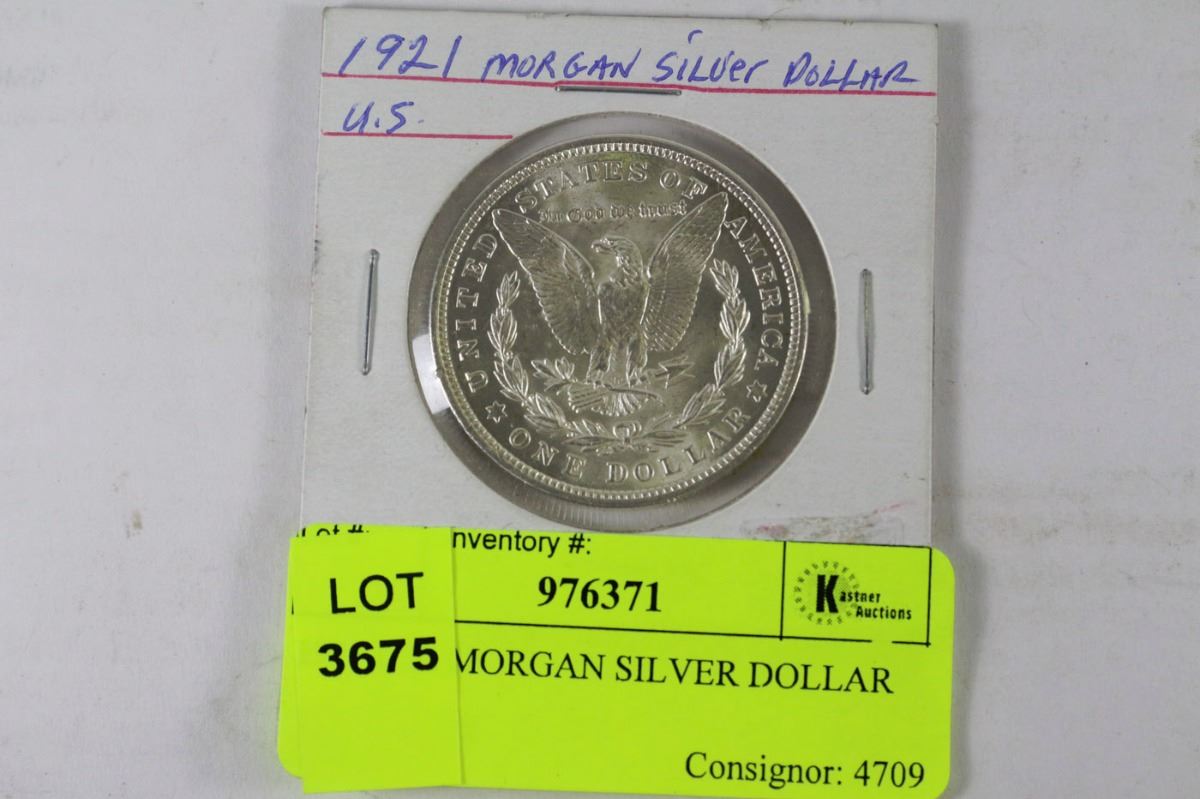 1921 MORGAN SILVER DOLLAR
U.S.
UNITED STATES OF AMERICA
In God we trust
ONE DOLLAR
nventory #:
LOT
976371
Kastner
Auctions
3675
MORGAN SILVER DOLLAR
Consignor: 4709